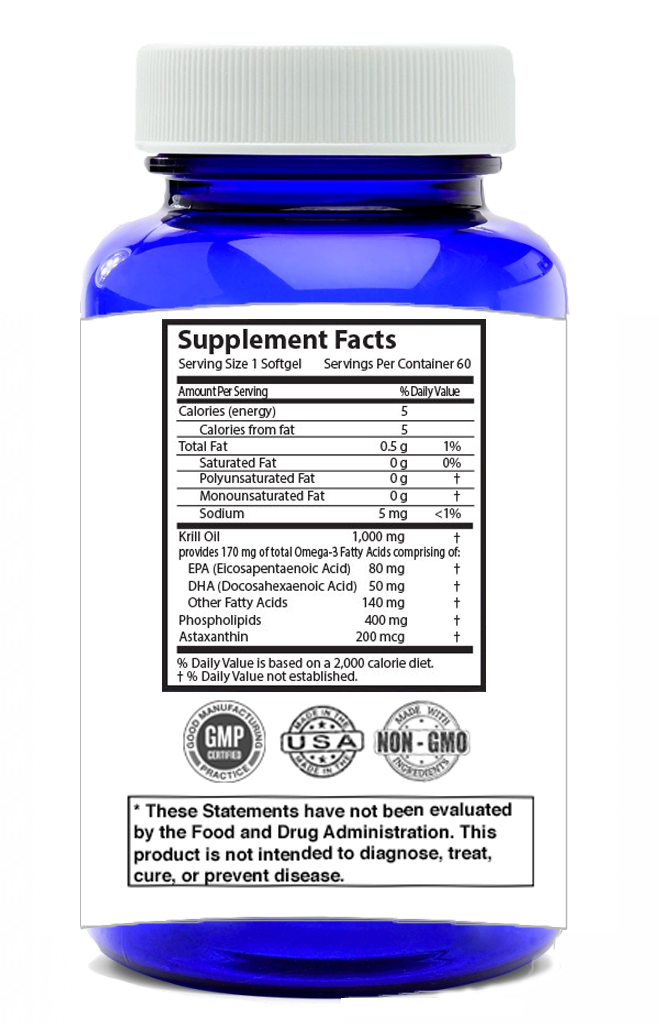 Supplement Facts
Serving Size 1 Softgel Servings Per Container 60
Amount Per Serving % Daily Value
Calories (energy) 5
Calories from fat 5
Total Fat 0.5 g 1%
Saturated Fat 0 g 0%
Polyunsaturated Fat 0 g †
Monounsaturated Fat 0 g †
Sodium 5 mg <1%
Krill Oil 1,000 mg †
provides 170 mg of total Omega-3 Fatty Acids comprising of:
EPA (Eicosapentaenoic Acid) 80 mg †
DHA (Docosahexaenoic Acid) 50 mg †
Other Fatty Acids 140 mg †
Phospholipids 400 mg †
Astaxanthin 200 mcg †
% Daily Value is based on a 2,000 calorie diet.
† % Daily Value not established.
GOOD MANUFACTURING
GMP
CERTIFIED
PRACTICE
MADE IN THE
USA
MADE IN THE
MADE WITH
NON-GMO
INGREDIENTS
* These Statements have not been evaluated
by the Food and Drug Administration. This
product is not intended to diagnose, treat,
cure, or prevent disease.